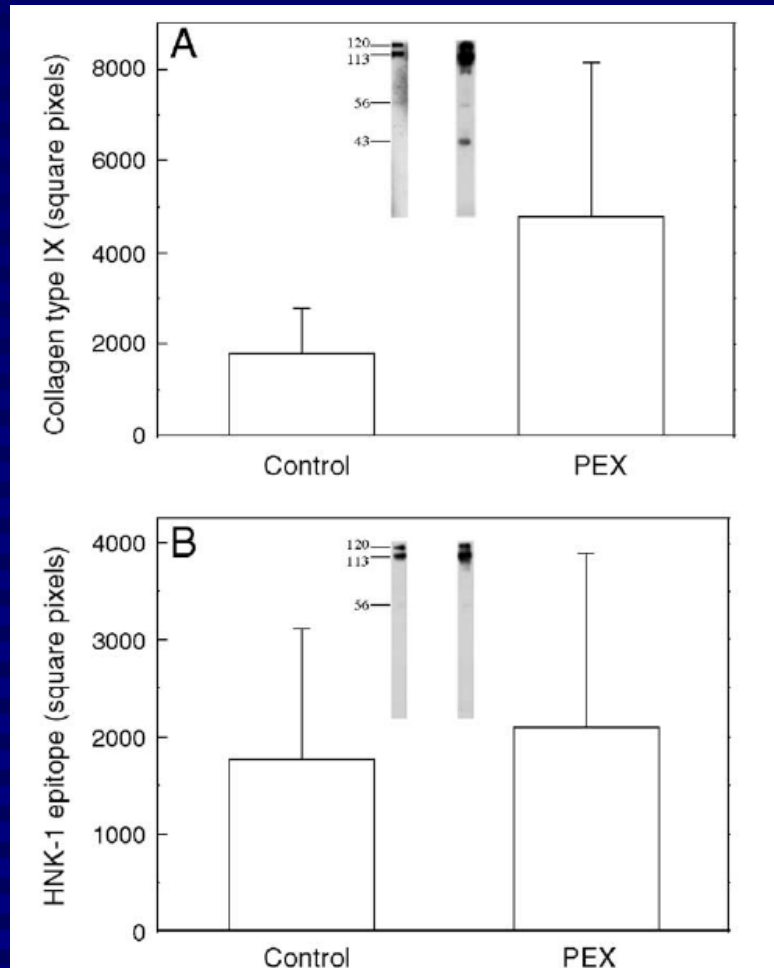 A
Collagen type IX (square pixels)
8000
6000
4000
2000
0
120
113
56
43
Control PEX
B
HNK-1 epitope (square pixels)
4000
3000
2000
1000
0
120
113
56
Control PEX